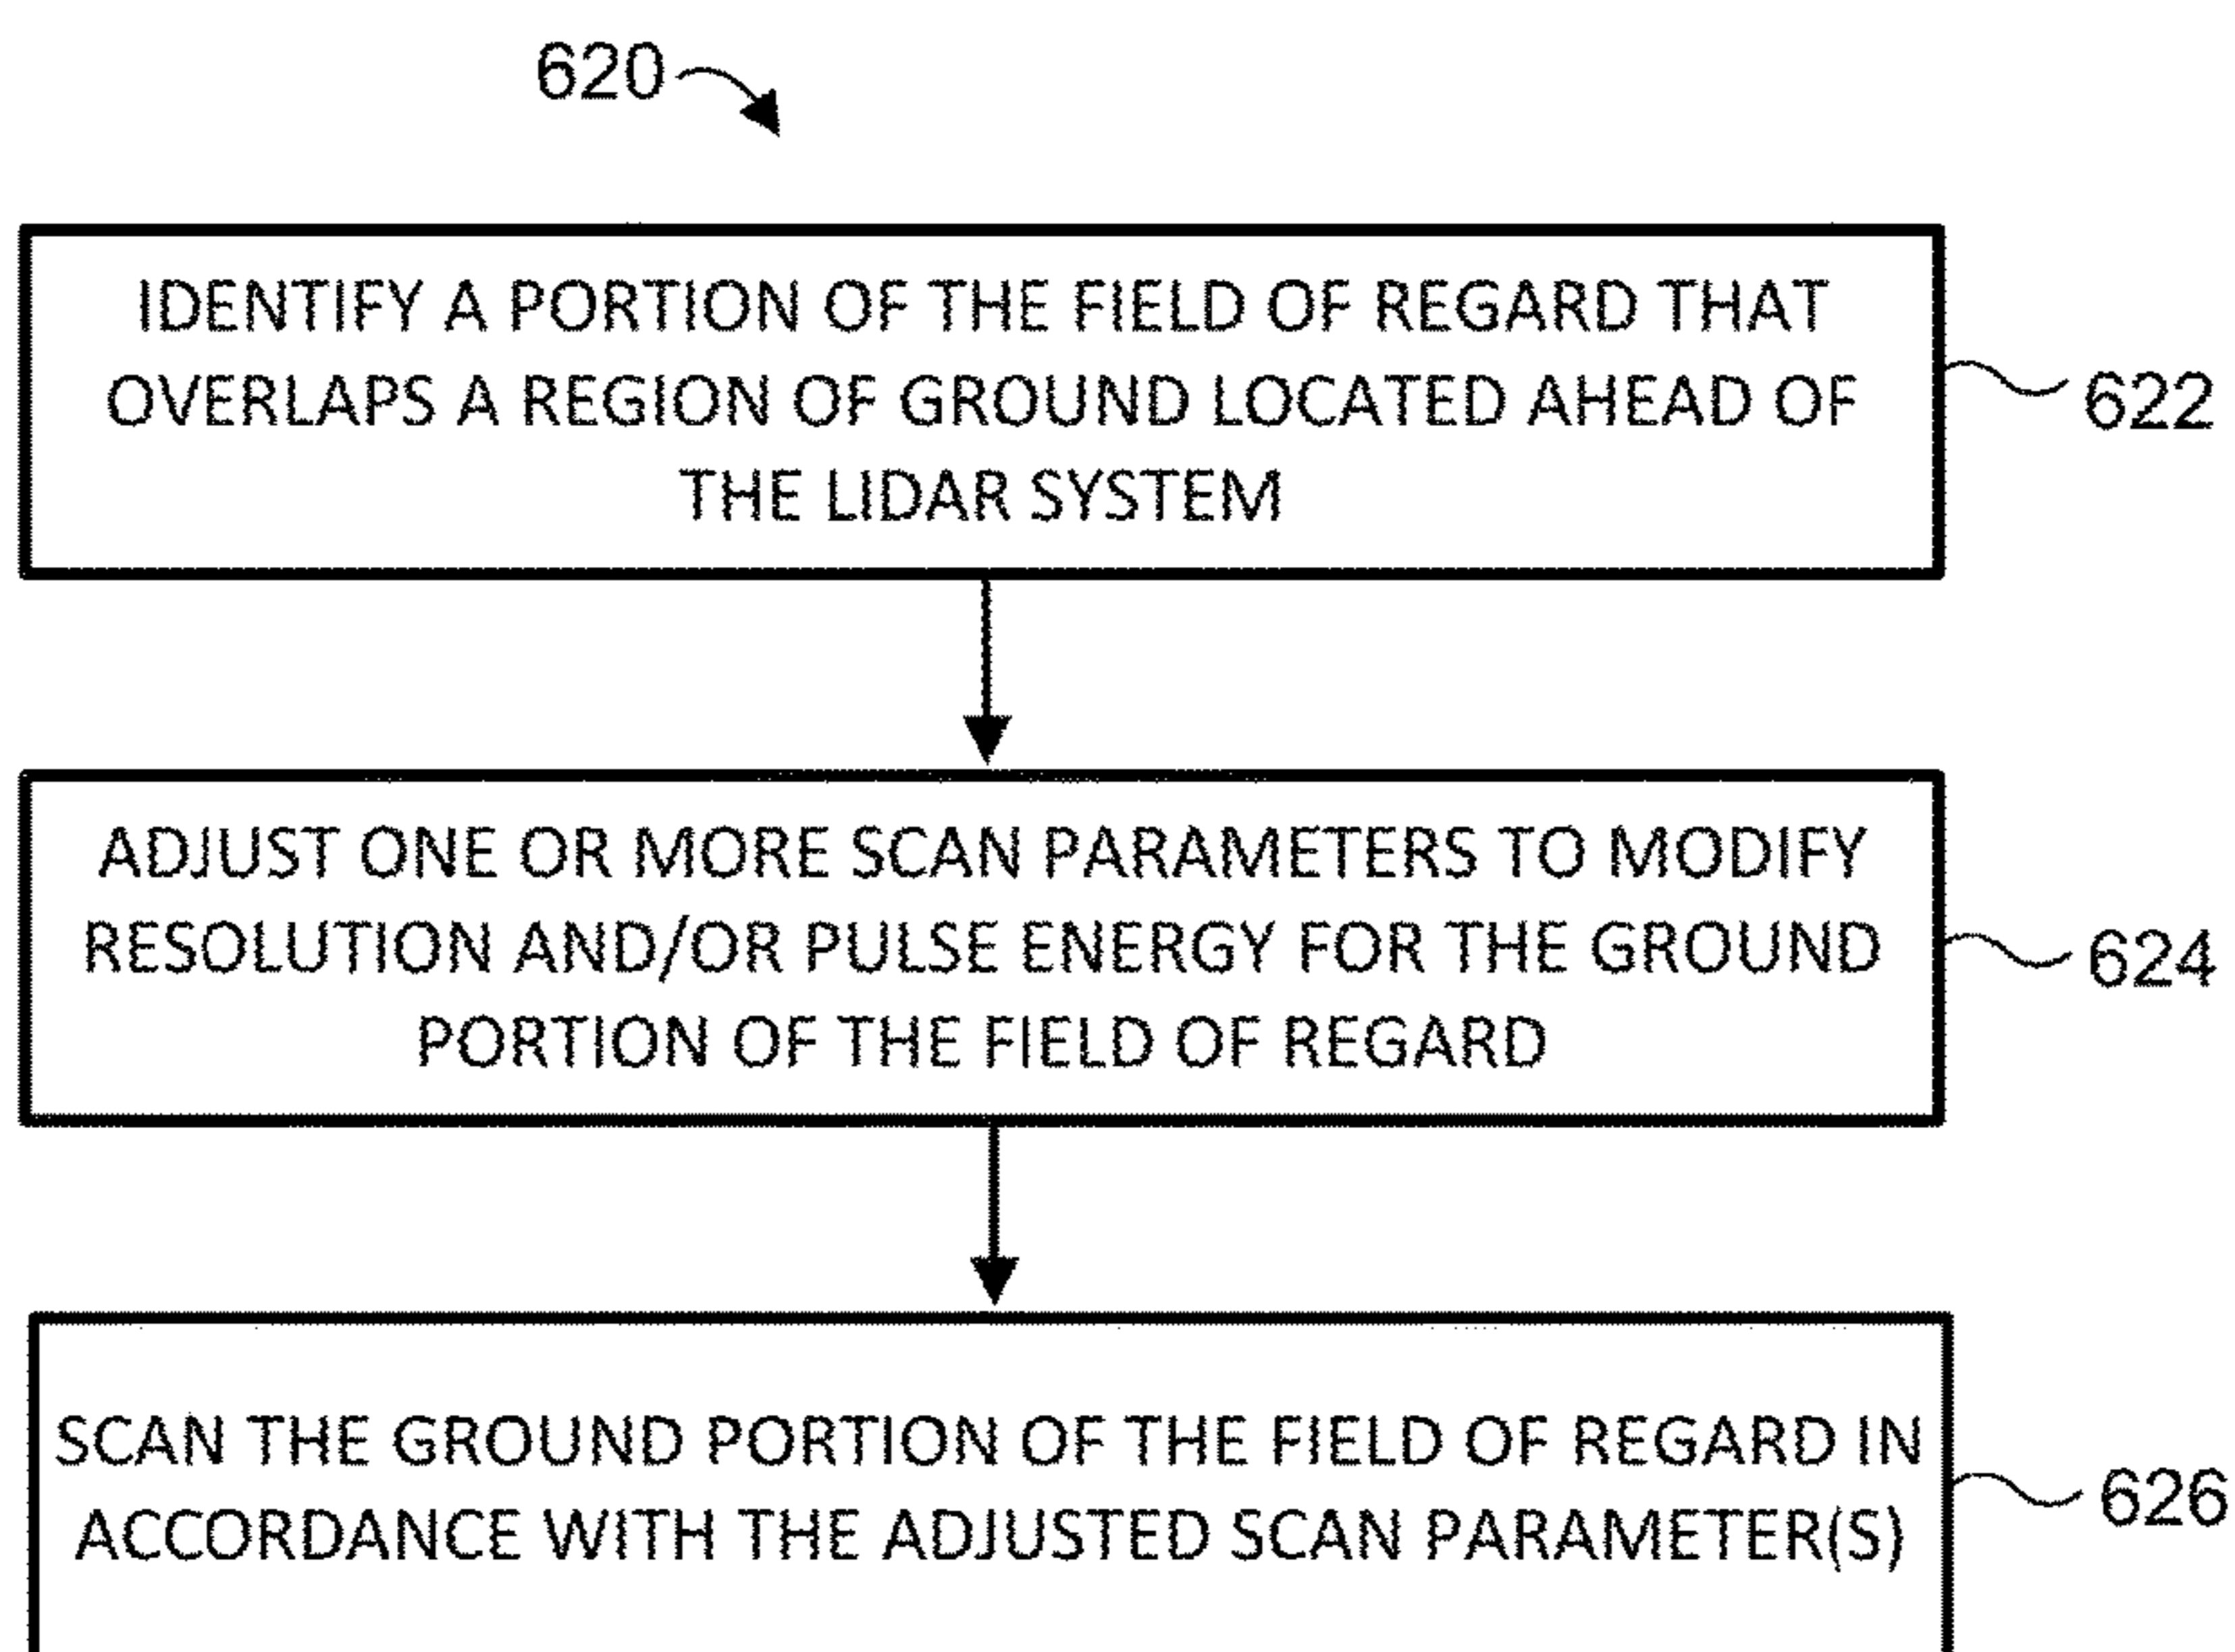 620
IDENTIFY A PORTION OF THE FIELD OF REGARD THAT
OVERLAPS A REGION OF GROUND LOCATED AHEAD OF
THE LIDAR SYSTEM
622
ADJUST ONE OR MORE SCAN PARAMETERS TO MODIFY
RESOLUTION AND/OR PULSE ENERGY FOR THE GROUND
PORTION OF THE FIELD OF REGARD
624
SCAN THE GROUND PORTION OF THE FIELD OF REGARD IN
ACCORDANCE WITH THE ADJUSTED SCAN PARAMETER(S)
626